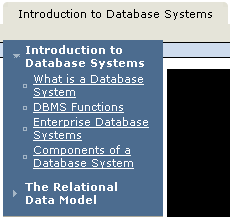 Introduction to Database Systems
Introduction to
Database Systems
What is a Database
System
DBMS Functions
Enterprise Database
Systems
Components of a
Database System
The Relational
Data Model